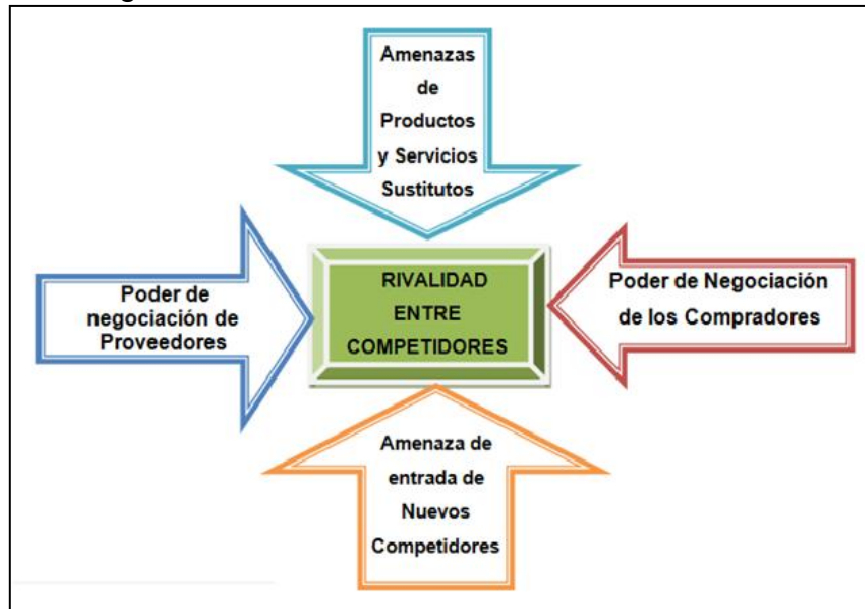 Amenazas
de
Productos
y Servicios
Sustitutos
Poder de
negociación de
Proveedores
RIVALIDAD
ENTRE
COMPETIDORES
Poder de Negociación
de los Compradores
Amenaza de
entrada de
Nuevos
Competidores